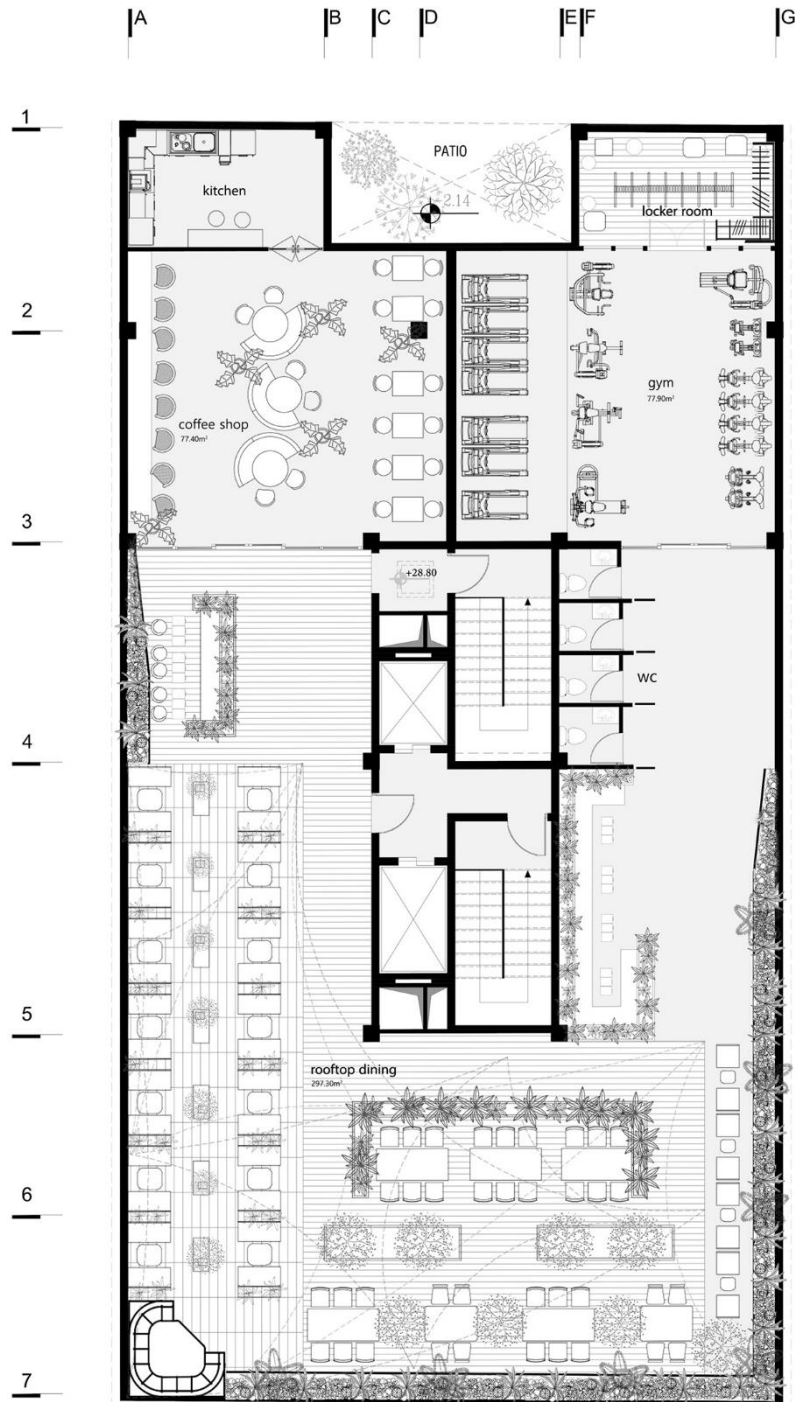 A B C D E F G
1
PATIO
kitchen
2.14
locker room
2
gym
77.90m²
coffee shop
77.40m²
3
+28.80
WC
4
5
rooftop dining
297.30m²
6
7